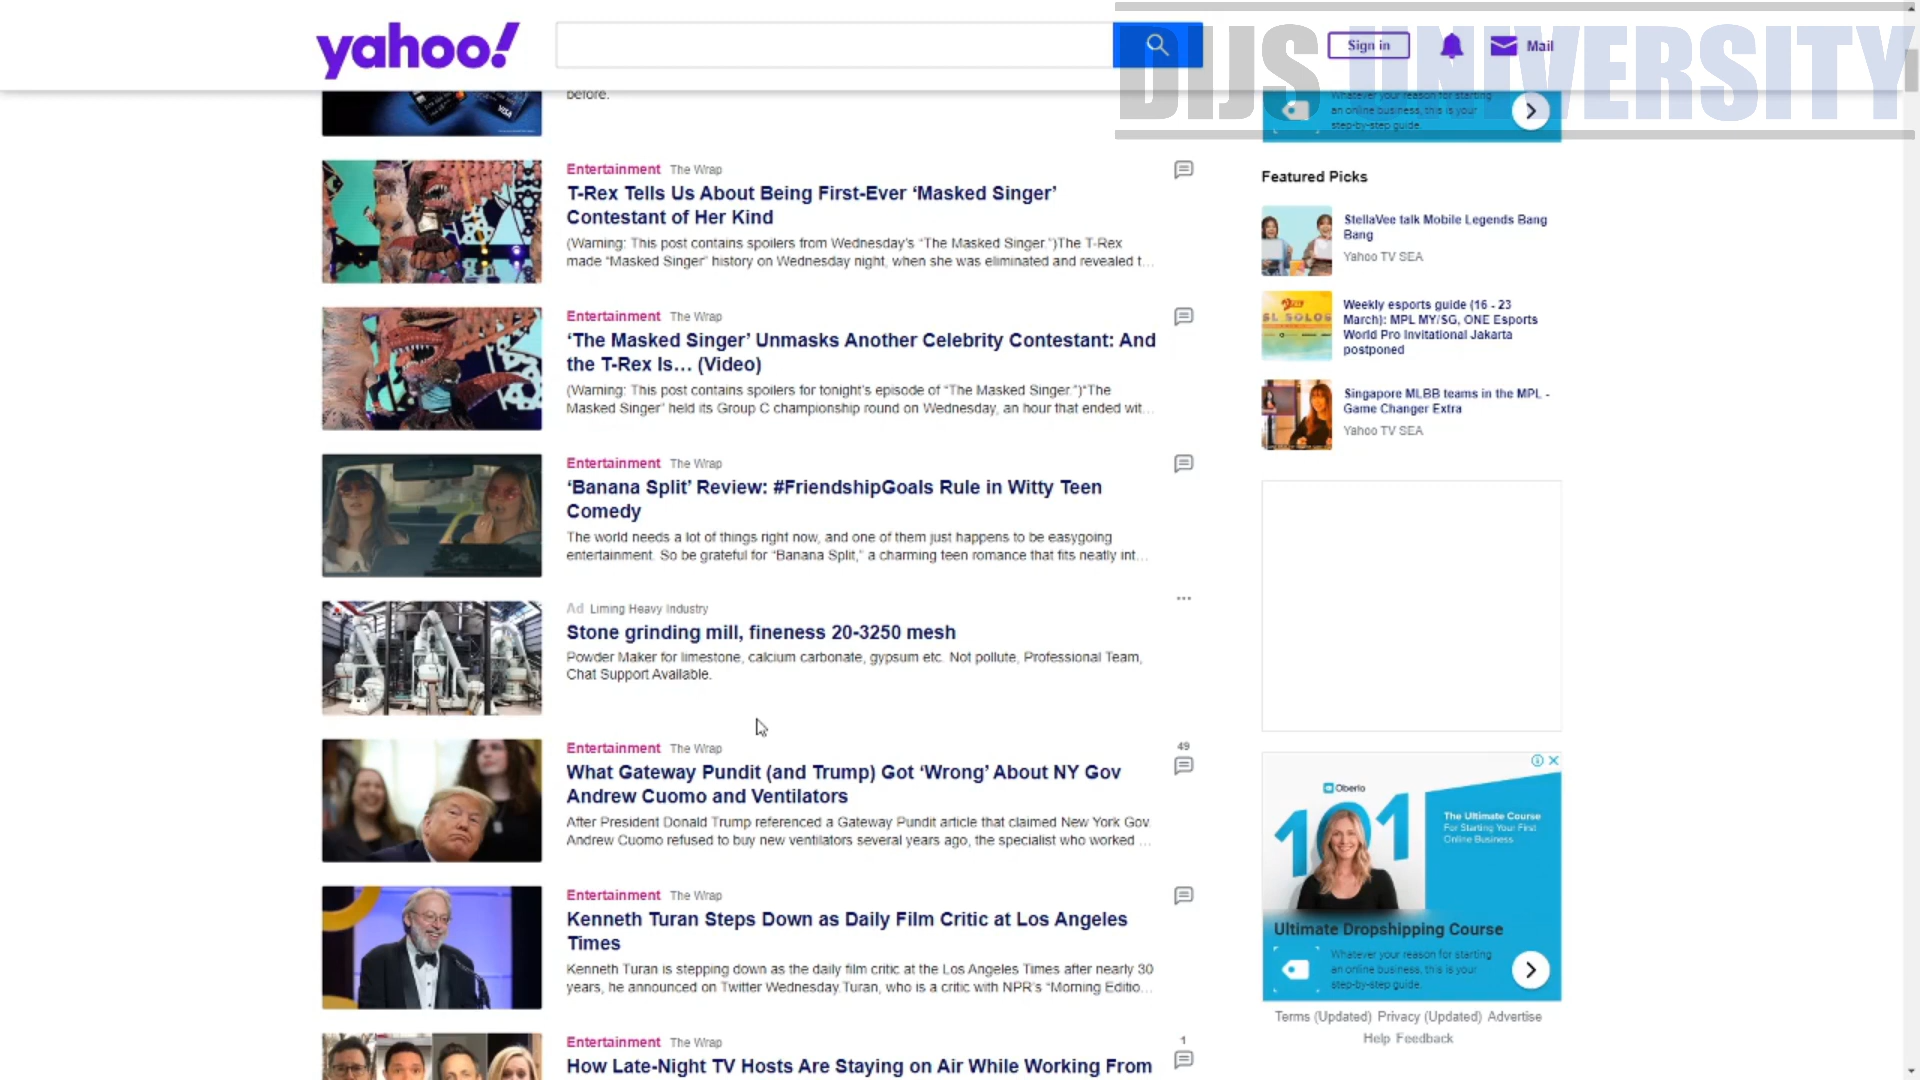 yahoo!
Sign in
Mail
DIJS UNIVERSITY
before.
VISA
Entertainment The Wrap
T-Rex Tells Us About Being First-Ever ‘Masked Singer’
Contestant of Her Kind
(Warning: This post contains spoilers from Wednesday's “The Masked Singer.”)The T-Rex
made “Masked Singer” history on Wednesday night, when she was eliminated and revealed t...
Entertainment The Wrap
‘The Masked Singer’ Unmasks Another Celebrity Contestant: And
the T-Rex Is… (Video)
(Warning: This post contains spoilers for tonight's episode of “The Masked Singer.”)“The
Masked Singer” held its Group C championship round on Wednesday, an hour that ended wit...
Entertainment The Wrap
‘Banana Split’ Review: #FriendshipGoals Rule in Witty Teen
Comedy
The world needs a lot of things right now, and one of them just happens to be easygoing
entertainment. So be grateful for “Banana Split,” a charming teen romance that fits neatly int...
Ad Liming Heavy Industry
Stone grinding mill, fineness 20-3250 mesh
Powder Maker for limestone, calcium carbonate, gypsum etc. Not pollute, Professional Team,
Chat Support Available.
Entertainment The Wrap
49
What Gateway Pundit (and Trump) Got ‘Wrong’ About NY Gov
Andrew Cuomo and Ventilators
After President Donald Trump referenced a Gateway Pundit article that claimed New York Gov.
Andrew Cuomo refused to buy new ventilators several years ago, the specialist who worked ...
Entertainment The Wrap
Kenneth Turan Steps Down as Daily Film Critic at Los Angeles
Times
Kenneth Turan is stepping down as the daily film critic at the Los Angeles Times after nearly 30
years, he announced on Twitter Wednesday.Turan, who is a critic with NPR's “Morning Editio...
Entertainment The Wrap
1
How Late-Night TV Hosts Are Staying on Air While Working From
Whatever your reason for starting
an online business, this is your
step-by-step guide.
Featured Picks
StellaVee talk Mobile Legends Bang
Bang
Yahoo TV SEA
SL SOLOS
Weekly esports guide (16 - 23
March): MPL MY/SG, ONE Esports
World Pro Invitational Jakarta
postponed
Singapore MLBB teams in the MPL -
Game Changer Extra
Yahoo TV SEA
Oberlo
101
The Ultimate Course
For Starting Your First
Online Business
Ultimate Dropshipping Course
Whatever your reason for starting
an online business, this is your
step-by-step guide.
Terms (Updated) Privacy (Updated) Advertise
Help Feedback